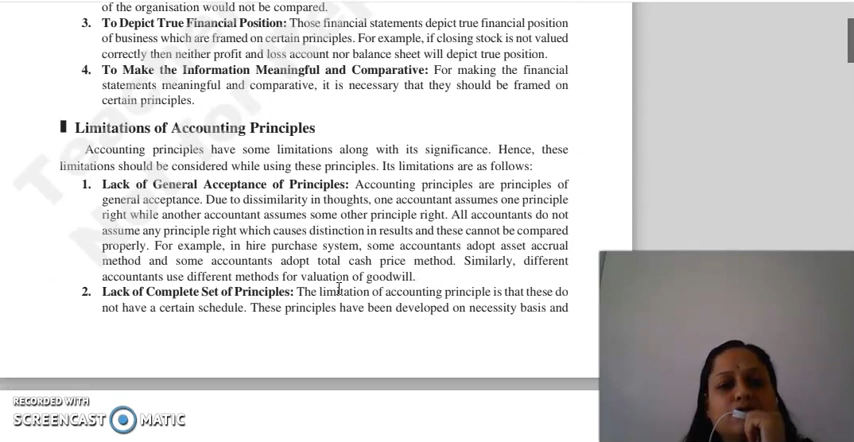 of the organisation would not be compared.
3. To Depict True Financial Position: Those financial statements depict true financial position
of business which are framed on certain principles. For example, if closing stock is not valued
correctly then neither profit and loss account nor balance sheet will depict true position.
4. To Make the Information Meaningful and Comparative: For making the financial
statements meaningful and comparative, it is necessary that they should be framed on
certain principles.
Limitations of Accounting Principles
Accounting principles have some limitations along with its significance. Hence, these
limitations should be considered while using these principles. Its limitations are as follows:
1. Lack of General Acceptance of Principles: Accounting principles are principles of
general acceptance. Due to dissimilarity in thoughts, one accountant assumes one principle
right while another accountant assumes some other principle right. All accountants do not
assume any principle right which causes distinction in results and these cannot be compared
properly. For example, in hire purchase system, some accountants adopt asset accrual
method and some accountants adopt total cash price method. Similarly, different
accountants use different methods for valuation of goodwill.
2. Lack of Complete Set of Principles: The limitation of accounting principle is that these do
not have a certain schedule. These principles have been developed on necessity basis and
RECORDED WITH
SCREENCAST MATIC